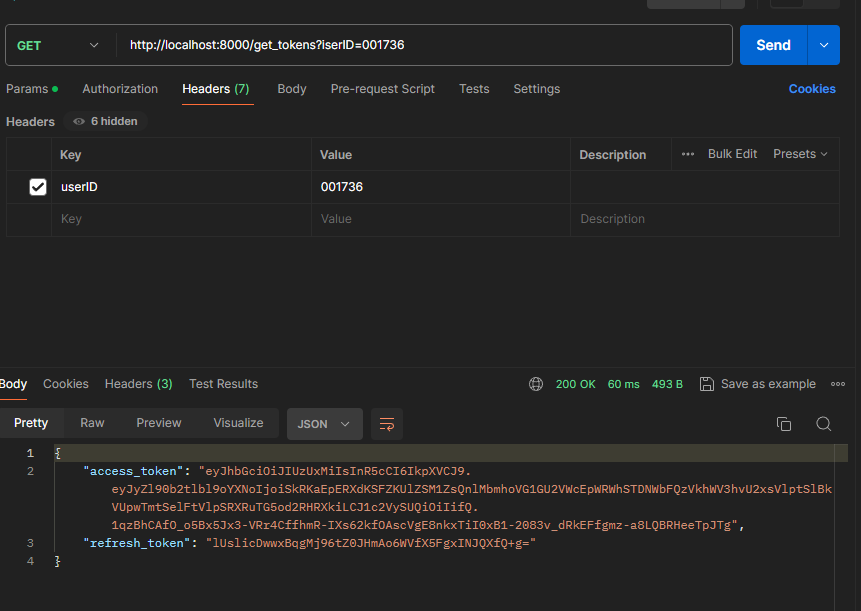 GET http://localhost:8000/get_tokens?iserID=001736 Send
Params Authorization Headers (7) Body Pre-request Script Tests Settings Cookies
Headers 6 hidden
Key Value Description Bulk Edit Presets
userID 001736
Key Value Description
Body Cookies Headers (3) Test Results 200 OK 60 ms 493 B Save as example
Pretty Raw Preview Visualize JSON
1 {
2 "access_token": "eyJhbGciOiJIUzUxMiIsInR5cCI6IkpXVCJ9.
eyJyZl90b2tlbl9oYXNoIjoiSkRKaEpERXdKSFZKUlZSM1ZsQnlMbmhoVG1GU2VWcEpWRWhSTDNWbFQzVkhWV3hvU2xsVlptSlBk
VUpwTmtSelFtVlpSRXRuTG5od2RHRXkiLCJ1c2VySUQiOiIifQ.
1qzBhCAfO_o5Bx5Jx3-VRr4CffhmR-IXs62kfOAscVgE8nkxTiI0xB1-2083v_dRkEFfgmz-a8LQBRHeeTpJTg",
3 "refresh_token": "lUslicDwwxBqgMj96tZ0JHmAo6WVfX5FgxINJQXfQ+g="
4 }